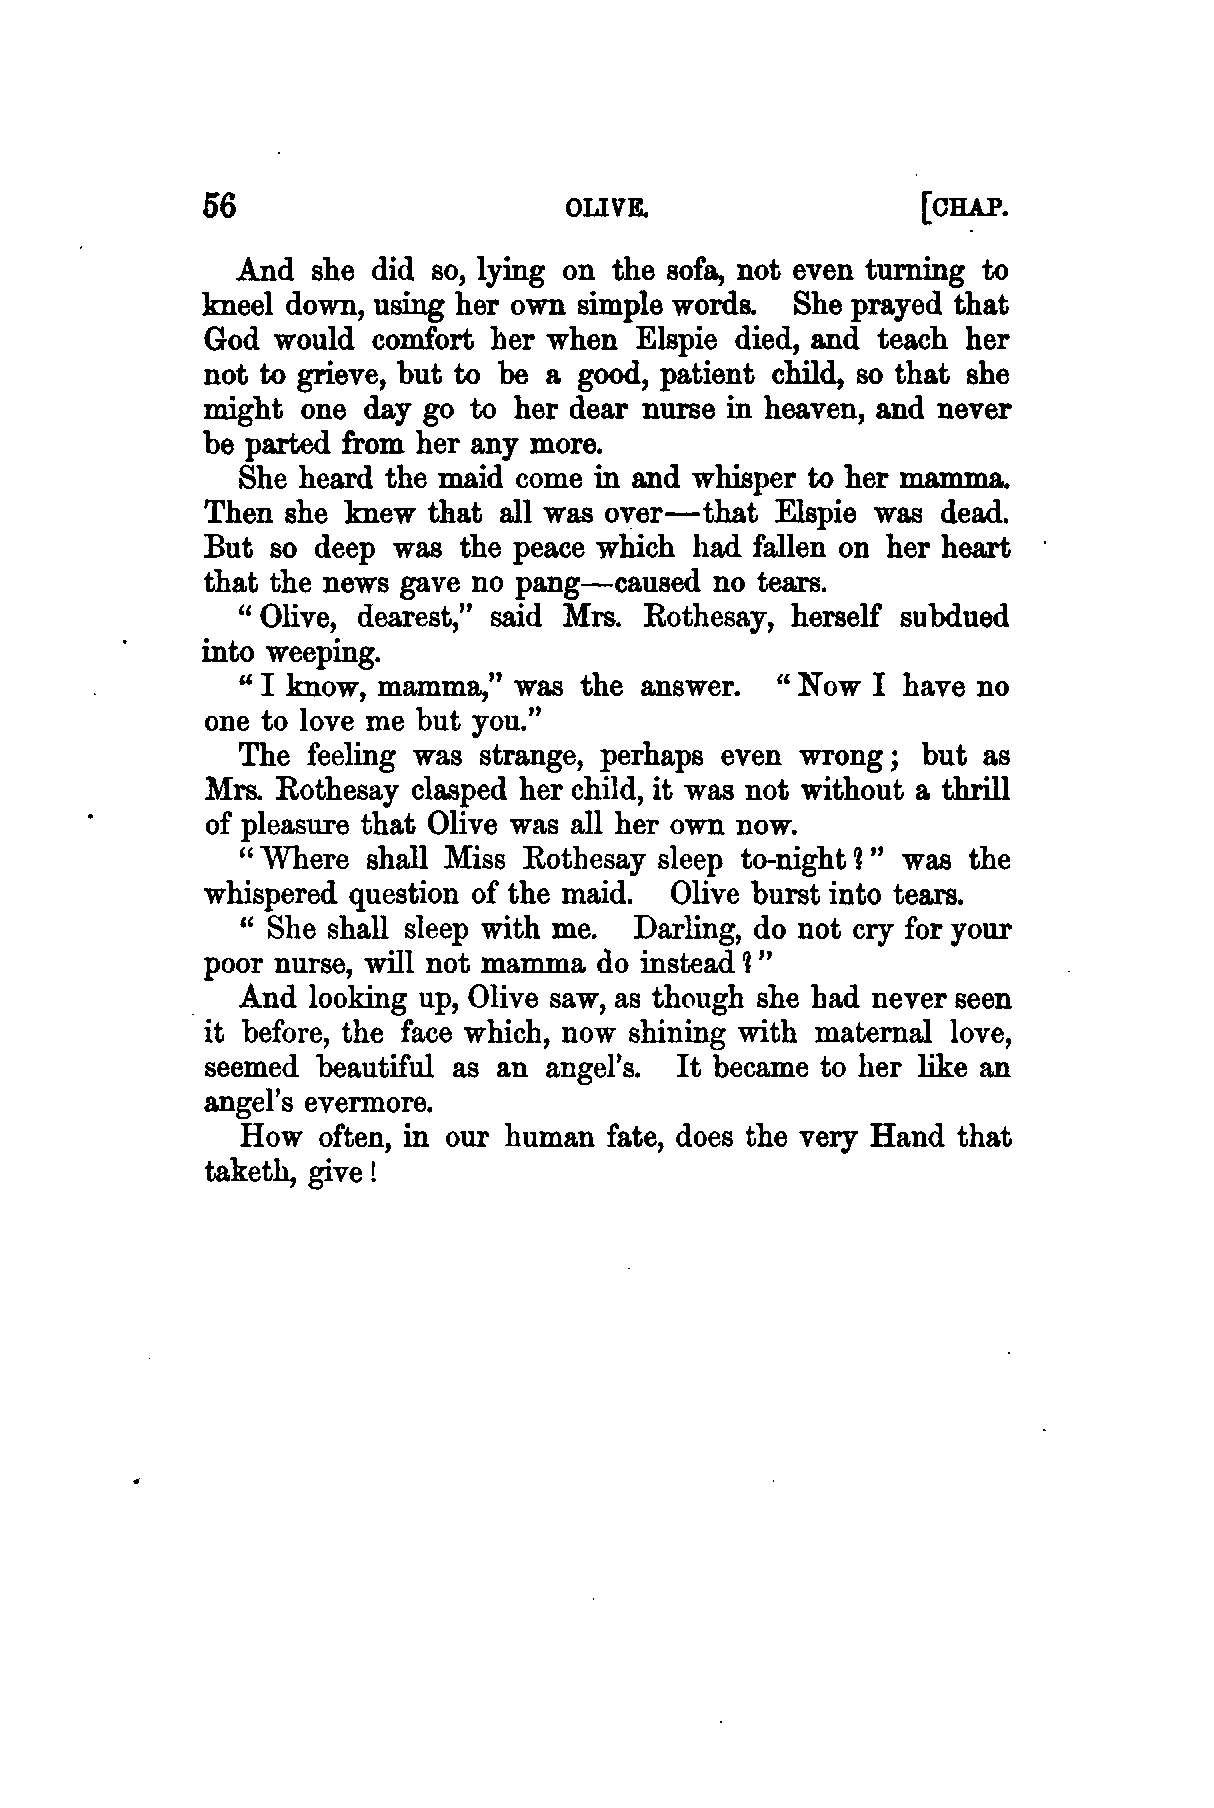 56 OLIVE. [CHAP.
And she did so, lying on the sofa, not even turning to
kneel down, using her own simple words. She prayed that
God would comfort her when Elspie died, and teach her
not to grieve, but to be a good, patient child, so that she
might one day go to her dear nurse in heaven, and never
be parted from her any more.
She heard the maid come in and whisper to her mamma.
Then she knew that all was over—that Elspie was dead.
But so deep was the peace which had fallen on her heart
that the news gave no pang—caused no tears.
"Olive, dearest," said Mrs. Rothesay, herself subdued
into weeping.
"I know, mamma," was the answer. "Now I have no
one to love me but you."
The feeling was strange, perhaps even wrong; but as
Mrs. Rothesay clasped her child, it was not without a thrill
of pleasure that Olive was all her own now.
"Where shall Miss Rothesay sleep to-night?" was the
whispered question of the maid. Olive burst into tears.
"She shall sleep with me. Darling, do not cry for your
poor nurse, will not mamma do instead?"
And looking up, Olive saw, as though she had never seen
it before, the face which, now shining with maternal love,
seemed beautiful as an angel's. It became to her like an
angel's evermore.
How often, in our human fate, does the very Hand that
taketh, give!